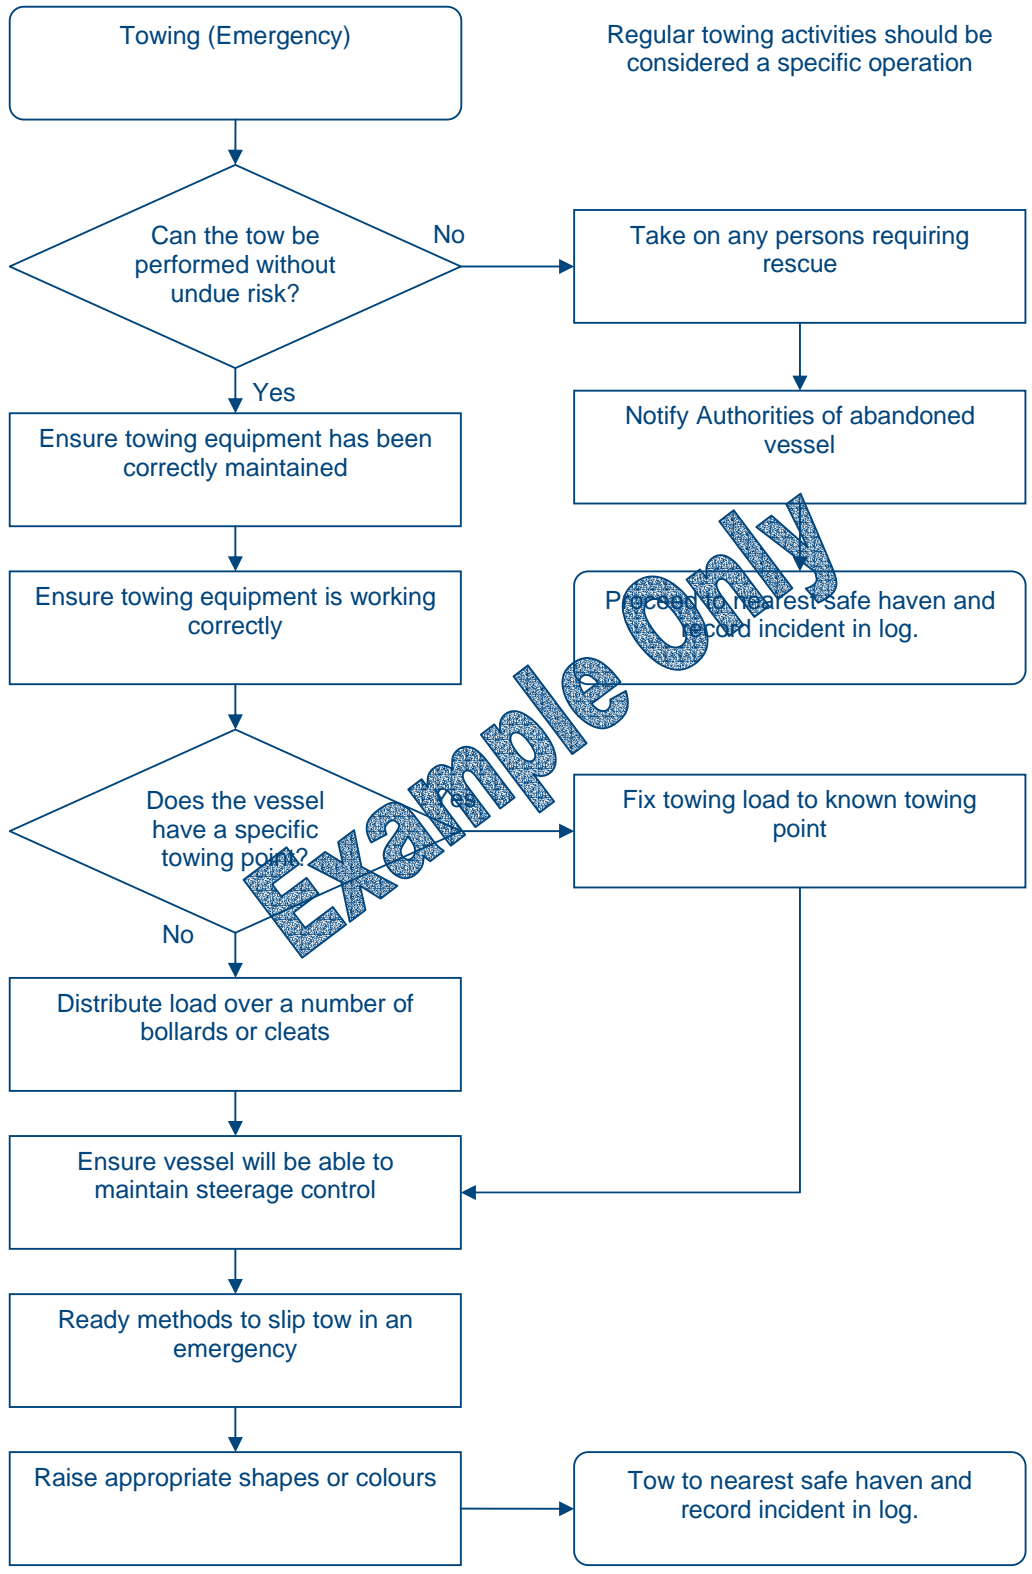 Towing (Emergency)
Regular towing activities should be
considered a specific operation
Can the tow be
performed without
undue risk?
No
Take on any persons requiring
rescue
Yes
Notify Authorities of abandoned
vessel
Ensure towing equipment has been
correctly maintained
Ensure towing equipment is working
correctly
Proceed to nearest safe haven and
record incident in log.
Does the vessel
have a specific
towing point?
Yes
Fix towing load to known towing
point
No
Distribute load over a number of
bollards or cleats
Ensure vessel will be able to
maintain steerage control
Ready methods to slip tow in an
emergency
Raise appropriate shapes or colours
Tow to nearest safe haven and
record incident in log.
Example Only